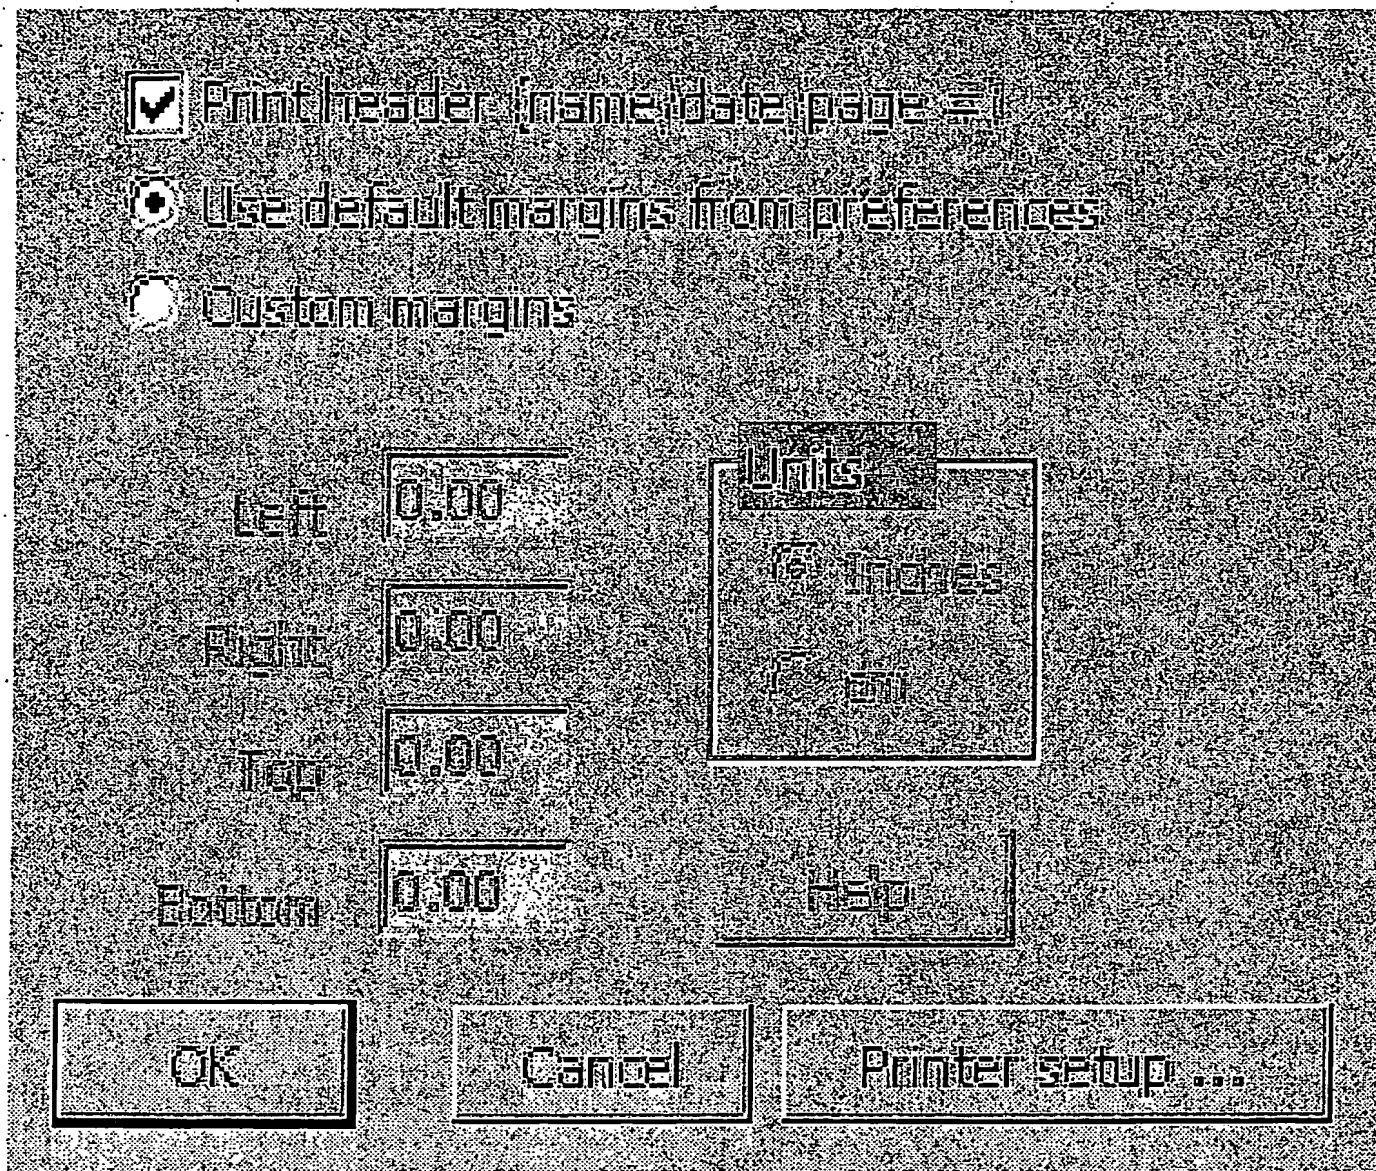 Print header (name, date, page =)
Use default margins from preferences
Custom margins
Units
Left 0.00
Inches
Right 0.00
cm
Top 0.00
Bottom 0.00
Help
OK Cancel Printer setup ...